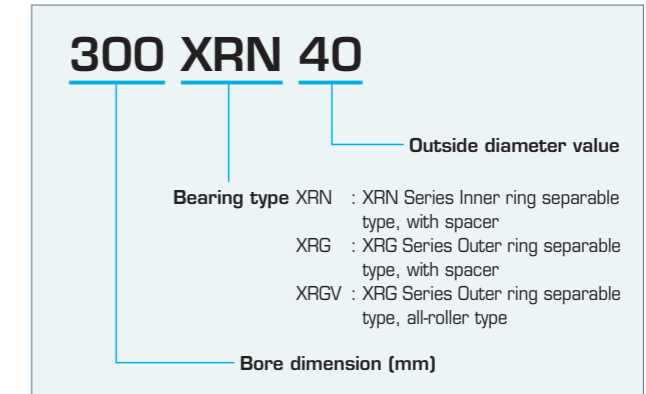 300 XRN 40
Outside diameter value
Bearing type XRN : XRN Series Inner ring separable
type, with spacer
XRG : XRG Series Outer ring separable
type, with spacer
XRGV : XRG Series Outer ring separable
type, all-roller type
Bore dimension (mm)